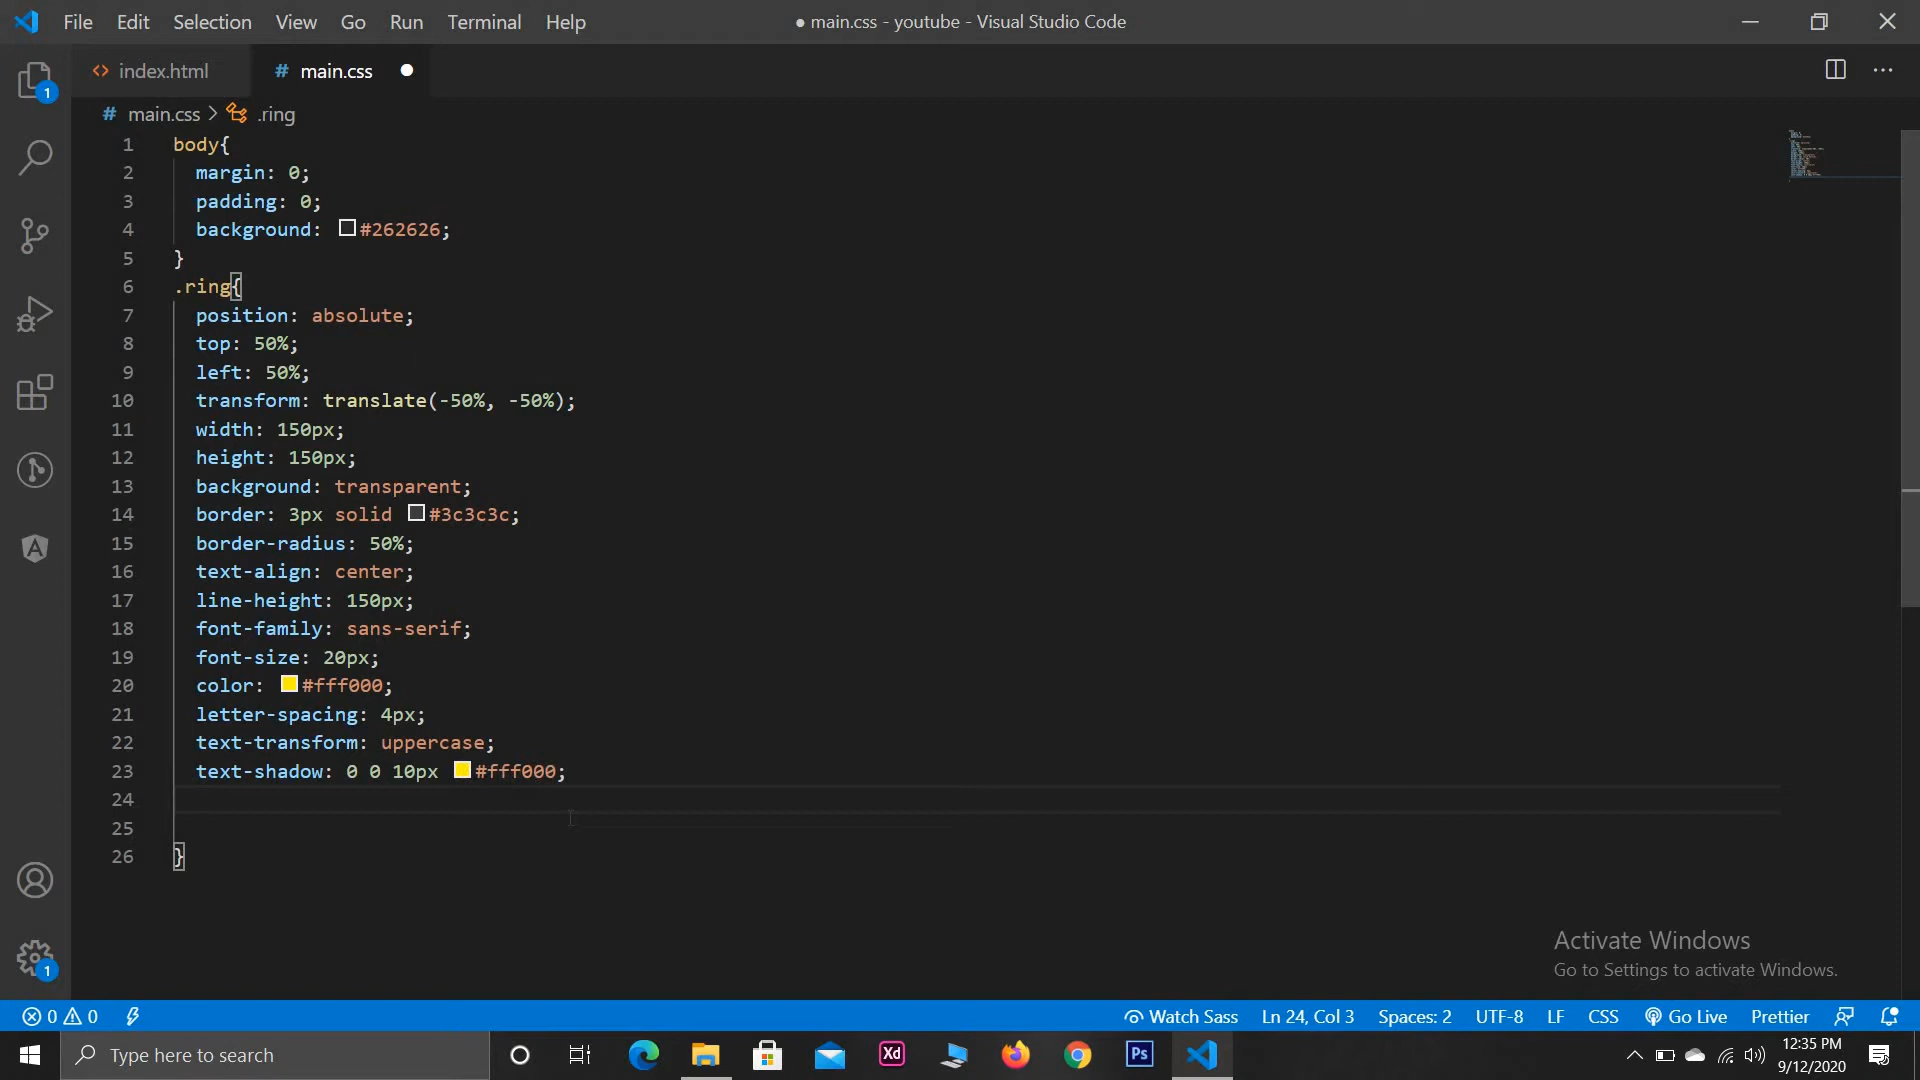 File Edit Selection View Go Run Terminal Help
● main.css - youtube - Visual Studio Code
<> index.html
# main.css ●
1
# main.css > .ring
1 body{
2 margin: 0;
3 padding: 0;
4 background: #262626;
5 }
6 .ring{
7 position: absolute;
8 top: 50%;
9 left: 50%;
10 transform: translate(-50%, -50%);
11 width: 150px;
12 height: 150px;
13 background: transparent;
14 border: 3px solid #3c3c3c;
15 border-radius: 50%;
16 text-align: center;
17 line-height: 150px;
18 font-family: sans-serif;
19 font-size: 20px;
20 color: #fff000;
21 letter-spacing: 4px;
22 text-transform: uppercase;
23 text-shadow: 0 0 10px #fff000;
24
25
26 }
Activate Windows
Go to Settings to activate Windows.
1
0 0 Watch Sass Ln 24, Col 3 Spaces: 2 UTF-8 LF CSS Go Live Prettier
Type here to search
Xd
Ps
12:35 PM
9/12/2020